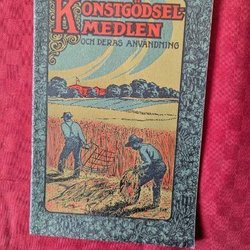 KONSTGÖDSEL-
MEDLEN
OCH DERAS ANVÄNDNING